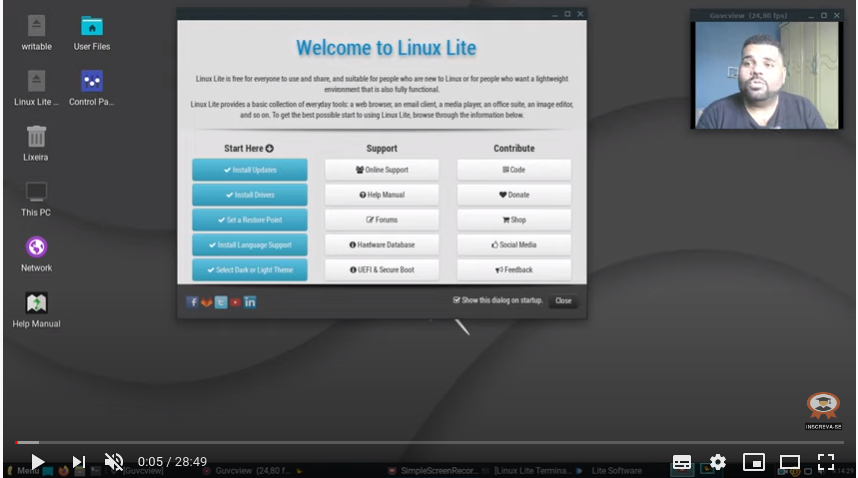 writable
User Files
Linux Lite ...
Control Pa...
Lixeira
This PC
Network
Help Manual
Welcome to Linux Lite
Linux Lite is free for everyone to use and share, and suitable for people who are new to Linux or for people who want a lightweight
environment that is also fully functional.
Linux Lite provides a basic collection of everyday tools: a web browser, an email client, a media player, an office suite, an image editor,
and so on. To get the best possible start to using Linux Lite, browse through the information below.
Start Here
Support
Contribute
Install Updates
Online Support
Code
Install Drivers
Help Manual
Donate
Set a Restore Point
Forums
Shop
Install Language Support
Hardware Database
Social Media
Select Dark or Light Theme
UEFI & Secure Boot
Feedback
Show this dialog on startup.
Close
Guvcview (24,80 fps)
INSCREVA-SE
0:05 / 28:49
Menu
[Guvcview]
Guvcview (24,80 f...
SimpleScreenRecor...
[Linux Lite Termina...
Lite Software
14:29